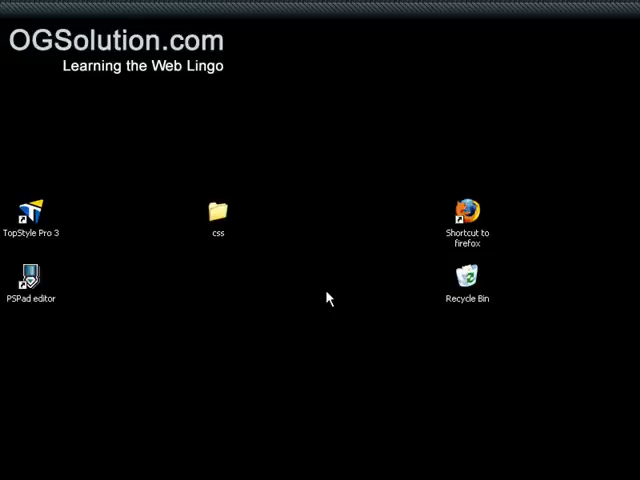 OGSolution.com
Learning the Web Lingo
TopStyle Pro 3
css
Shortcut to
firefox
PSPad editor
Recycle Bin